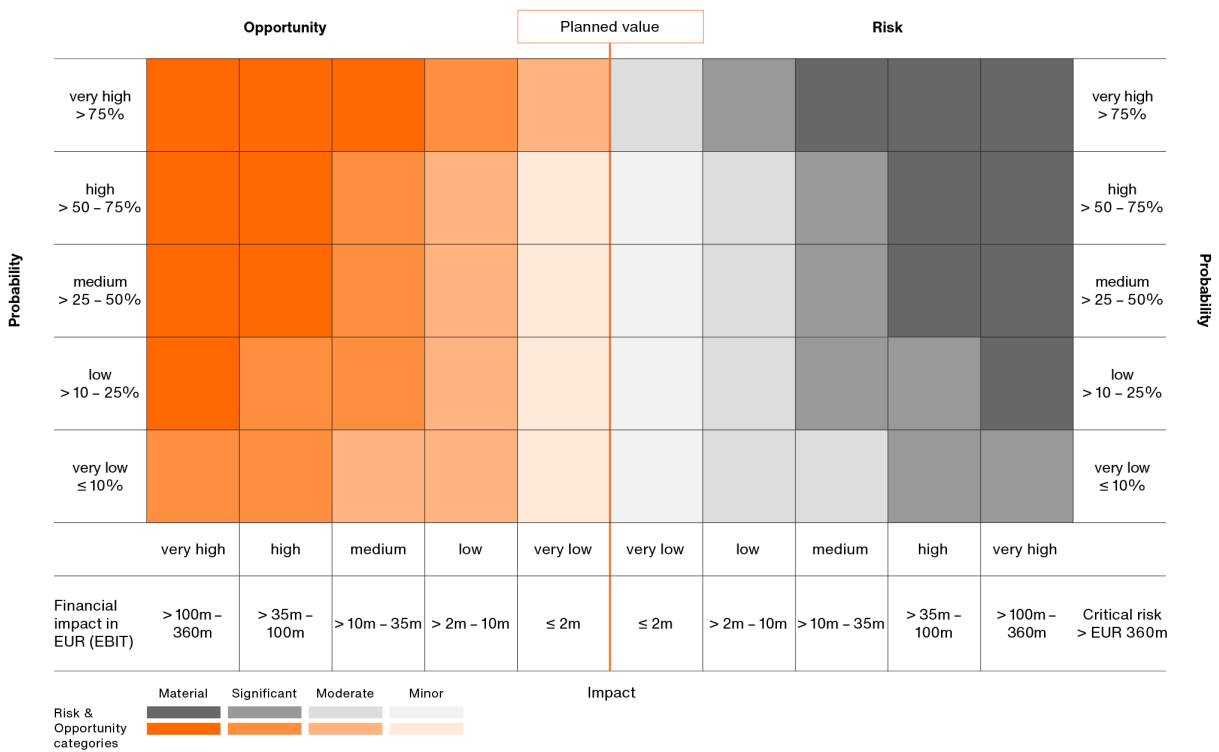 Opportunity
Planned value
Risk
Probability
very high
> 75%
high
> 50 – 75%
medium
> 25 – 50%
low
> 10 – 25%
very low
≤ 10%
very high
> 75%
high
> 50 – 75%
medium
> 25 – 50%
low
> 10 – 25%
very low
≤ 10%
Probability
very high
high
medium
low
very low
very low
low
medium
high
very high
Financial
impact in
EUR (EBIT)
> 100m –
360m
> 35m –
100m
> 10m – 35m
> 2m – 10m
≤ 2m
≤ 2m
> 2m – 10m
> 10m – 35m
> 35m –
100m
> 100m –
360m
Critical risk
> EUR 360m
Impact
Material
Significant
Moderate
Minor
Risk &
Opportunity
categories